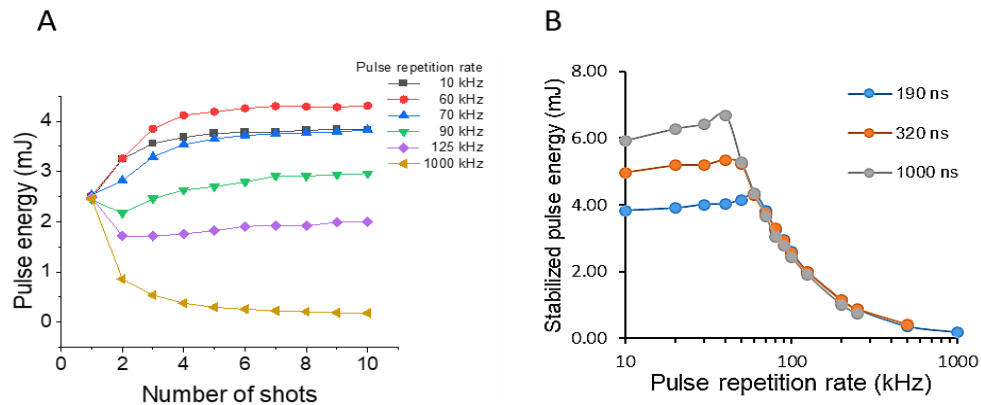 A
Pulse energy (mJ)
4
3
2
1
0
0
2
4
6
8
10
Number of shots
Pulse repetition rate
10 kHz
60 kHz
70 kHz
90 kHz
125 kHz
1000 kHz
B
Stabilized pulse energy (mJ)
8.00
6.00
4.00
2.00
0.00
10
100
1000
Pulse repetition rate (kHz)
190 ns
320 ns
1000 ns